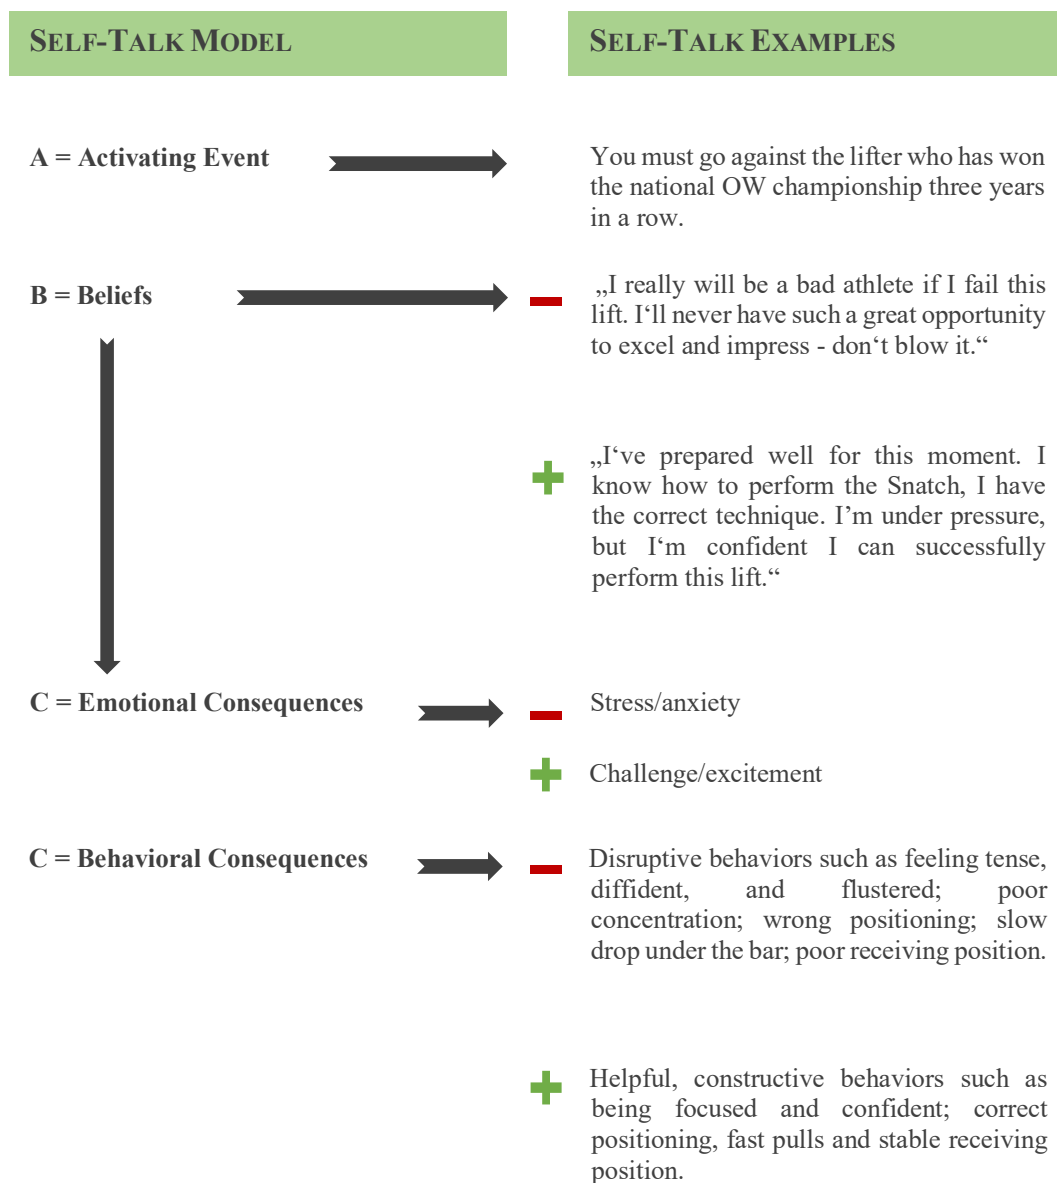 SELF-TALK MODEL
SELF-TALK EXAMPLES
A = Activating Event
You must go against the lifter who has won
the national OW championship three years
in a row.
B = Beliefs
„I really will be a bad athlete if I fail this
lift. I‘ll never have such a great opportunity
to excel and impress - don‘t blow it.“
„I‘ve prepared well for this moment. I
know how to perform the Snatch, I have
the correct technique. I’m under pressure,
but I‘m confident I can successfully
perform this lift.“
C = Emotional Consequences
Stress/anxiety
Challenge/excitement
C = Behavioral Consequences
Disruptive behaviors such as feeling tense,
diffident, and flustered; poor
concentration; wrong positioning; slow
drop under the bar; poor receiving position.
Helpful, constructive behaviors such as
being focused and confident; correct
positioning, fast pulls and stable receiving
position.